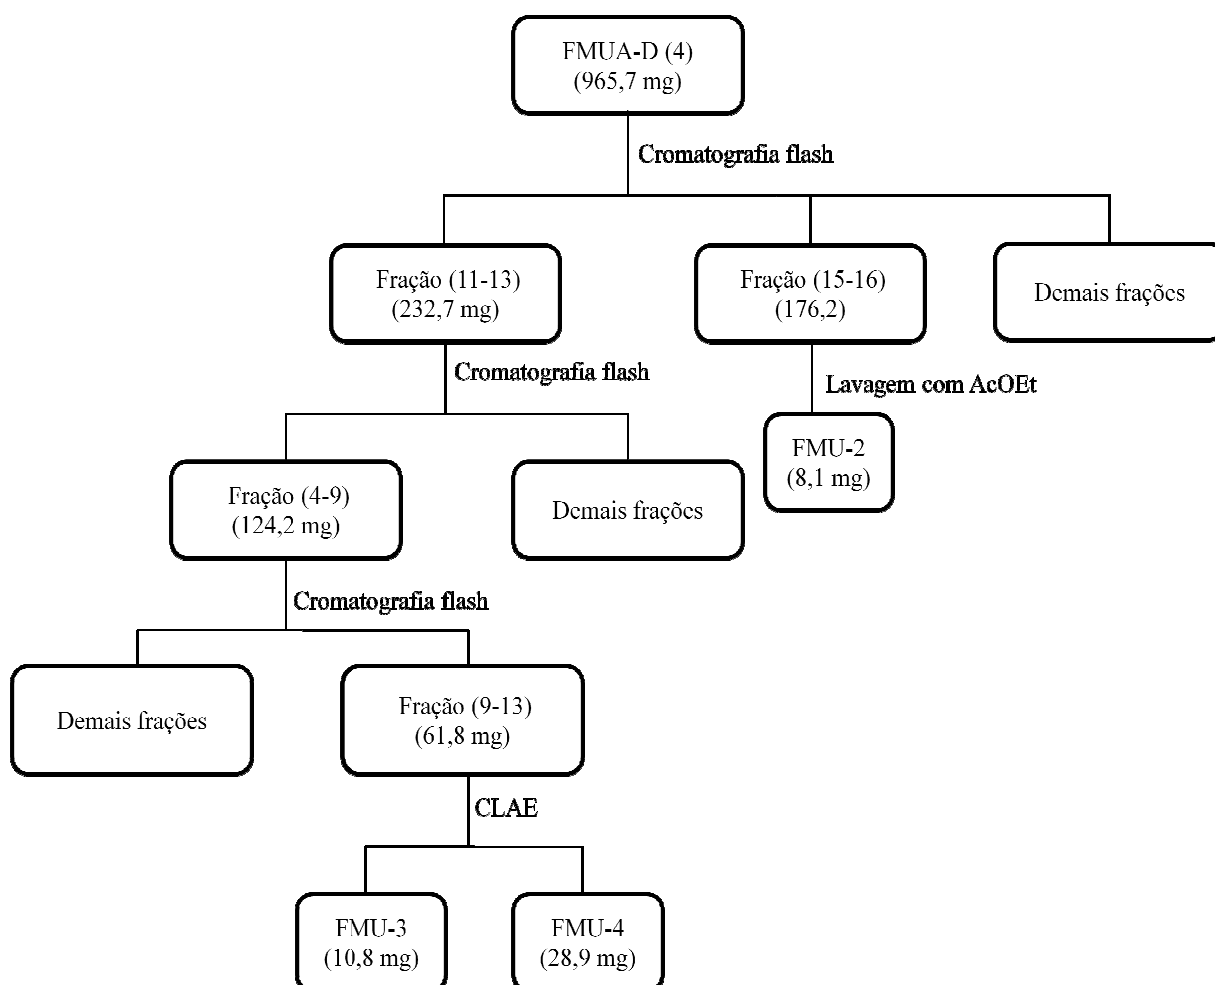 FMUA-D (4)
(965,7 mg)
Cromatografia flash
Fração (11-13)
(232,7 mg)
Fração (15-16)
(176,2)
Demais frações
Cromatografia flash
Lavagem com AcOEt
FMU-2
(8,1 mg)
Fração (4-9)
(124,2 mg)
Demais frações
Cromatografia flash
Demais frações
Fração (9-13)
(61,8 mg)
CLAE
FMU-3
(10,8 mg)
FMU-4
(28,9 mg)